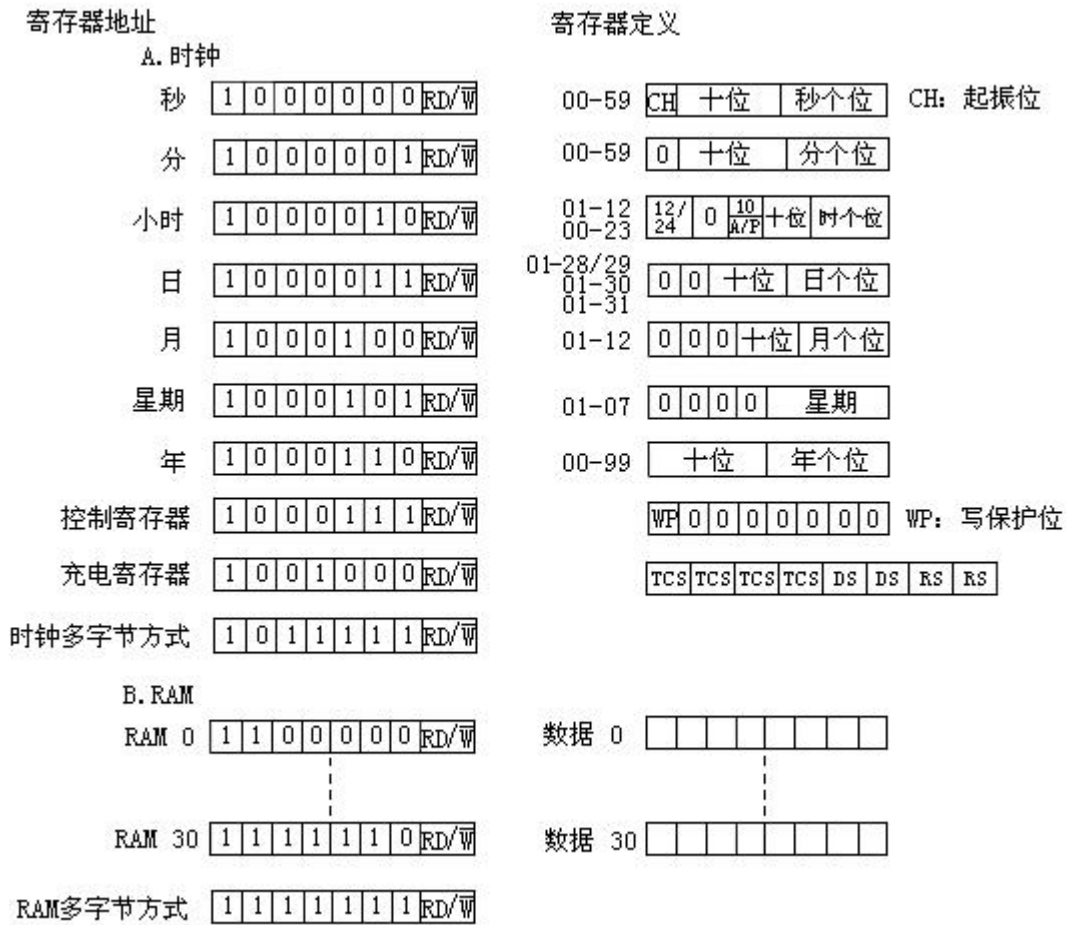 寄存器地址 寄存器定义
A.时钟
秒 1 0 0 0 0 0 0 RD/W̅ 00-59 CH 十位 秒个位 CH: 起振位
分 1 0 0 0 0 0 1 RD/W̅ 00-59 0 十位 分个位
小时 1 0 0 0 0 1 0 RD/W̅ 01-12 00-23 12/24 0 10 A/P 十位 时个位
日 1 0 0 0 0 1 1 RD/W̅ 01-28/29 01-30 01-31 0 0 十位 日个位
月 1 0 0 0 1 0 0 RD/W̅ 01-12 0 0 0 十位 月个位
星期 1 0 0 0 1 0 1 RD/W̅ 01-07 0 0 0 0 星期
年 1 0 0 0 1 1 0 RD/W̅ 00-99 十位 年个位
控制寄存器 1 0 0 0 1 1 1 RD/W̅ WP 0 0 0 0 0 0 0 WP: 写保护位
充电寄存器 1 0 0 1 0 0 0 RD/W̅ TCS TCS TCS TCS DS DS RS RS
时钟多字节方式 1 0 1 1 1 1 1 RD/W̅
B.RAM
RAM 0 1 1 0 0 0 0 0 RD/W̅ 数据 0
RAM 30 1 1 1 1 1 1 0 RD/W̅ 数据 30
RAM多字节方式 1 1 1 1 1 1 1 RD/W̅